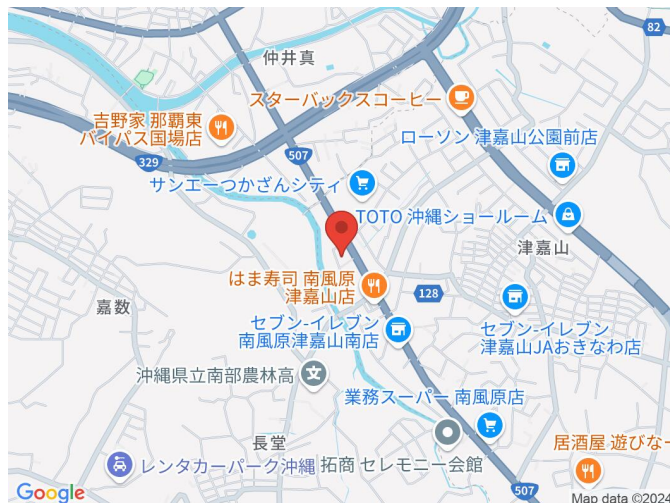 仲井真
82
スターバックスコーヒー
吉野家 那覇東
バイパス国場店
ローソン 津嘉山公園前店
507
329
サンエーつかざんシティ
TOTO 沖縄ショールーム
津嘉山
はま寿司 南風原
津嘉山店
128
嘉数
セブン-イレブン
南風原津嘉山南店
セブン-イレブン
津嘉山JAおきなわ店
沖縄県立南部農林高
文
業務スーパー 南風原店
長堂
居酒屋 遊びなー
レンタカーパーク沖縄
拓商 セレモニー会館
507
Google
Map data ©2024